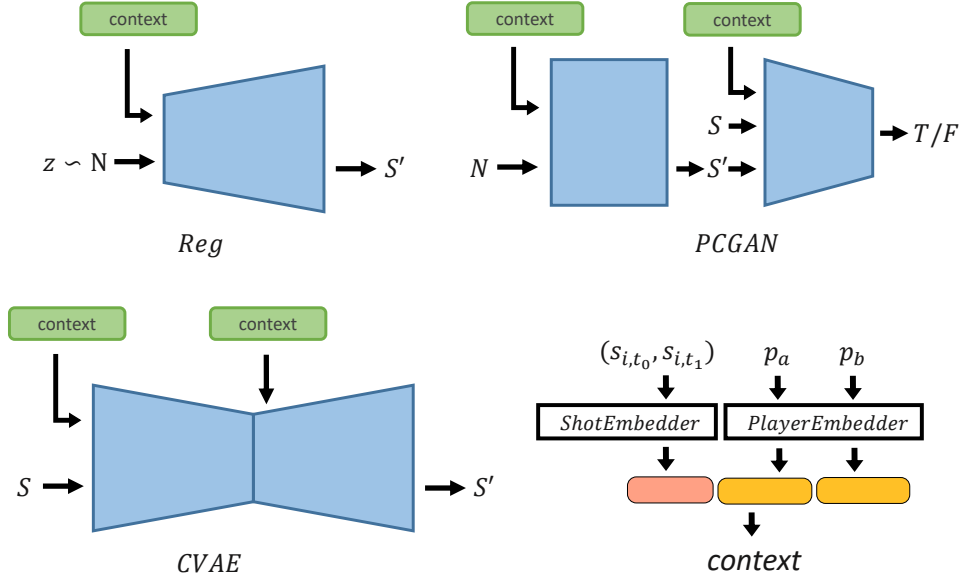 context
z ∽ N
S′
Reg
context
context
N
S′
S
T/F
PCGAN
context
context
S
S′
CVAE
(s_{i,t_0}, s_{i,t_1})
p_a
p_b
ShotEmbedder
PlayerEmbedder
context